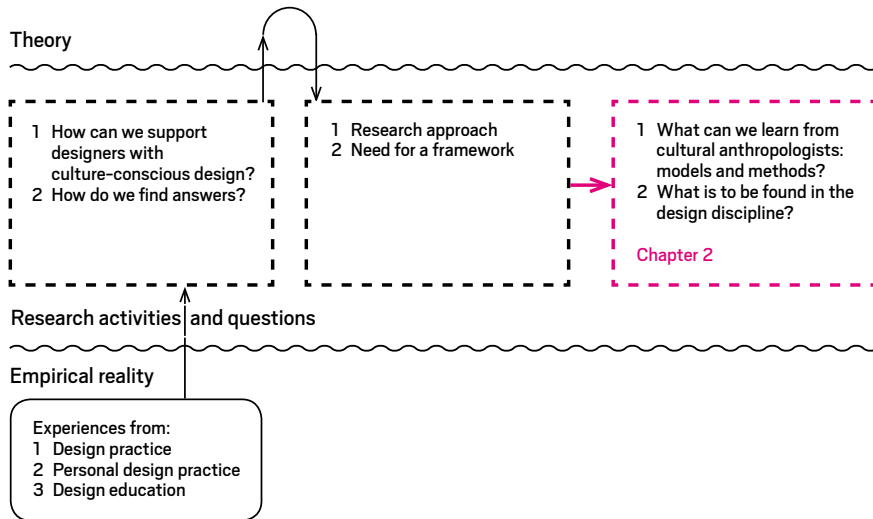 Theory
1 How can we support
designers with
culture-conscious design?
2 How do we find answers?
1 Research approach
2 Need for a framework
1 What can we learn from
cultural anthropologists:
models and methods?
2 What is to be found in the
design discipline?
Chapter 2
Research activities and questions
Empirical reality
Experiences from:
1 Design practice
2 Personal design practice
3 Design education